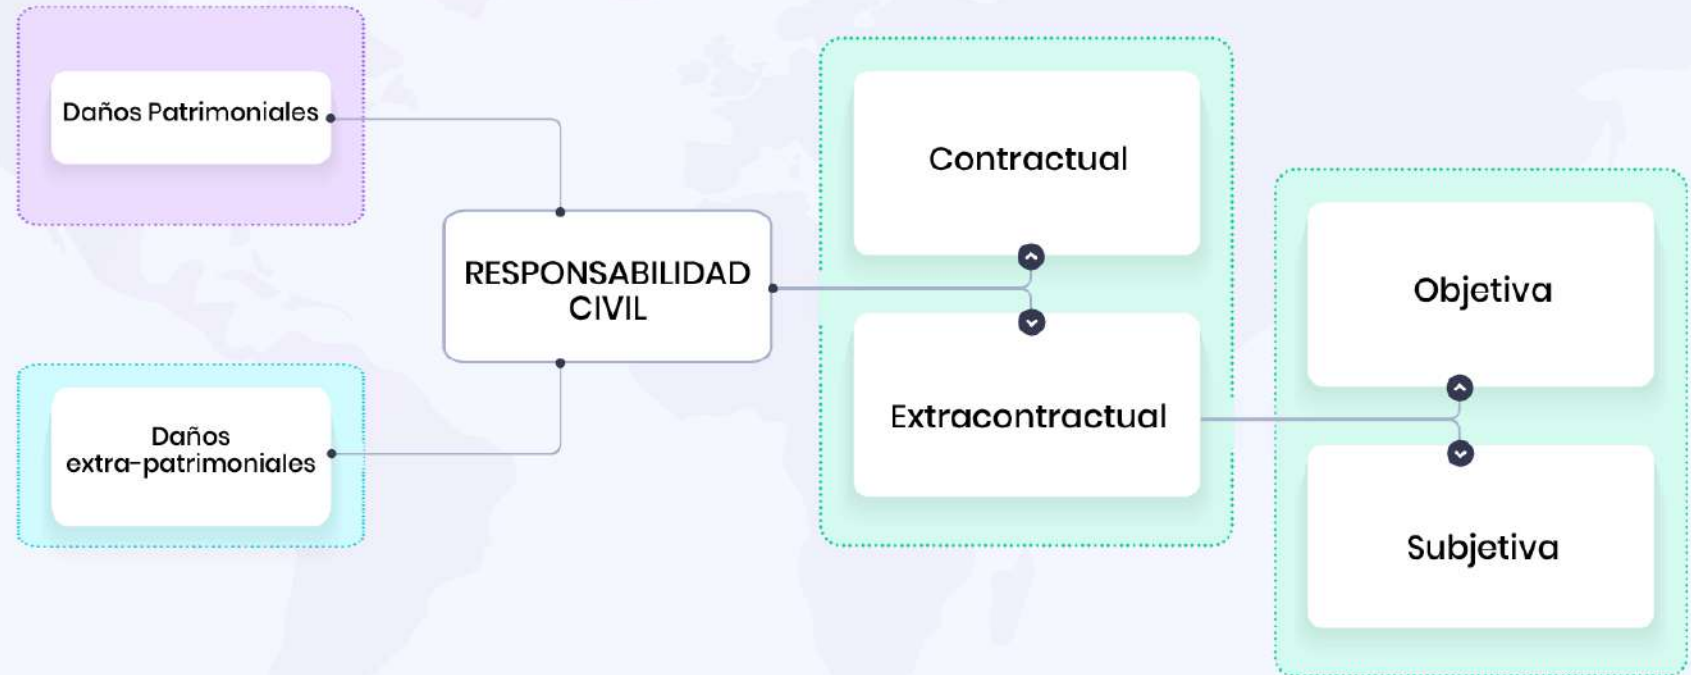 Daños Patrimoniales
Daños
extra-patrimoniales
RESPONSABILIDAD
CIVIL
Contractual
Extracontractual
Objetiva
Subjetiva